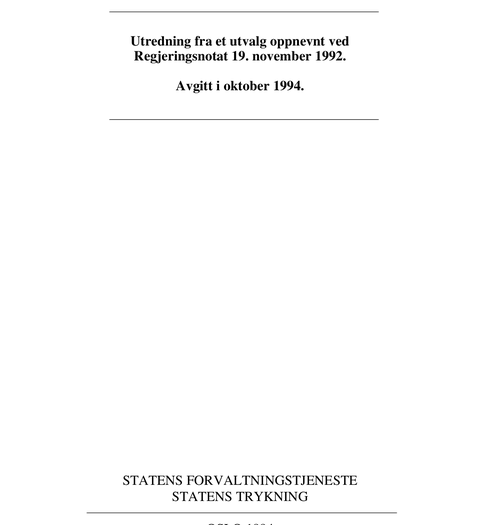 Utredning fra et utvalg oppnevnt ved
Regjeringsnotat 19. november 1992.
Avgitt i oktober 1994.
STATENS FORVALTNINGSTJENESTE
STATENS TRYKNING